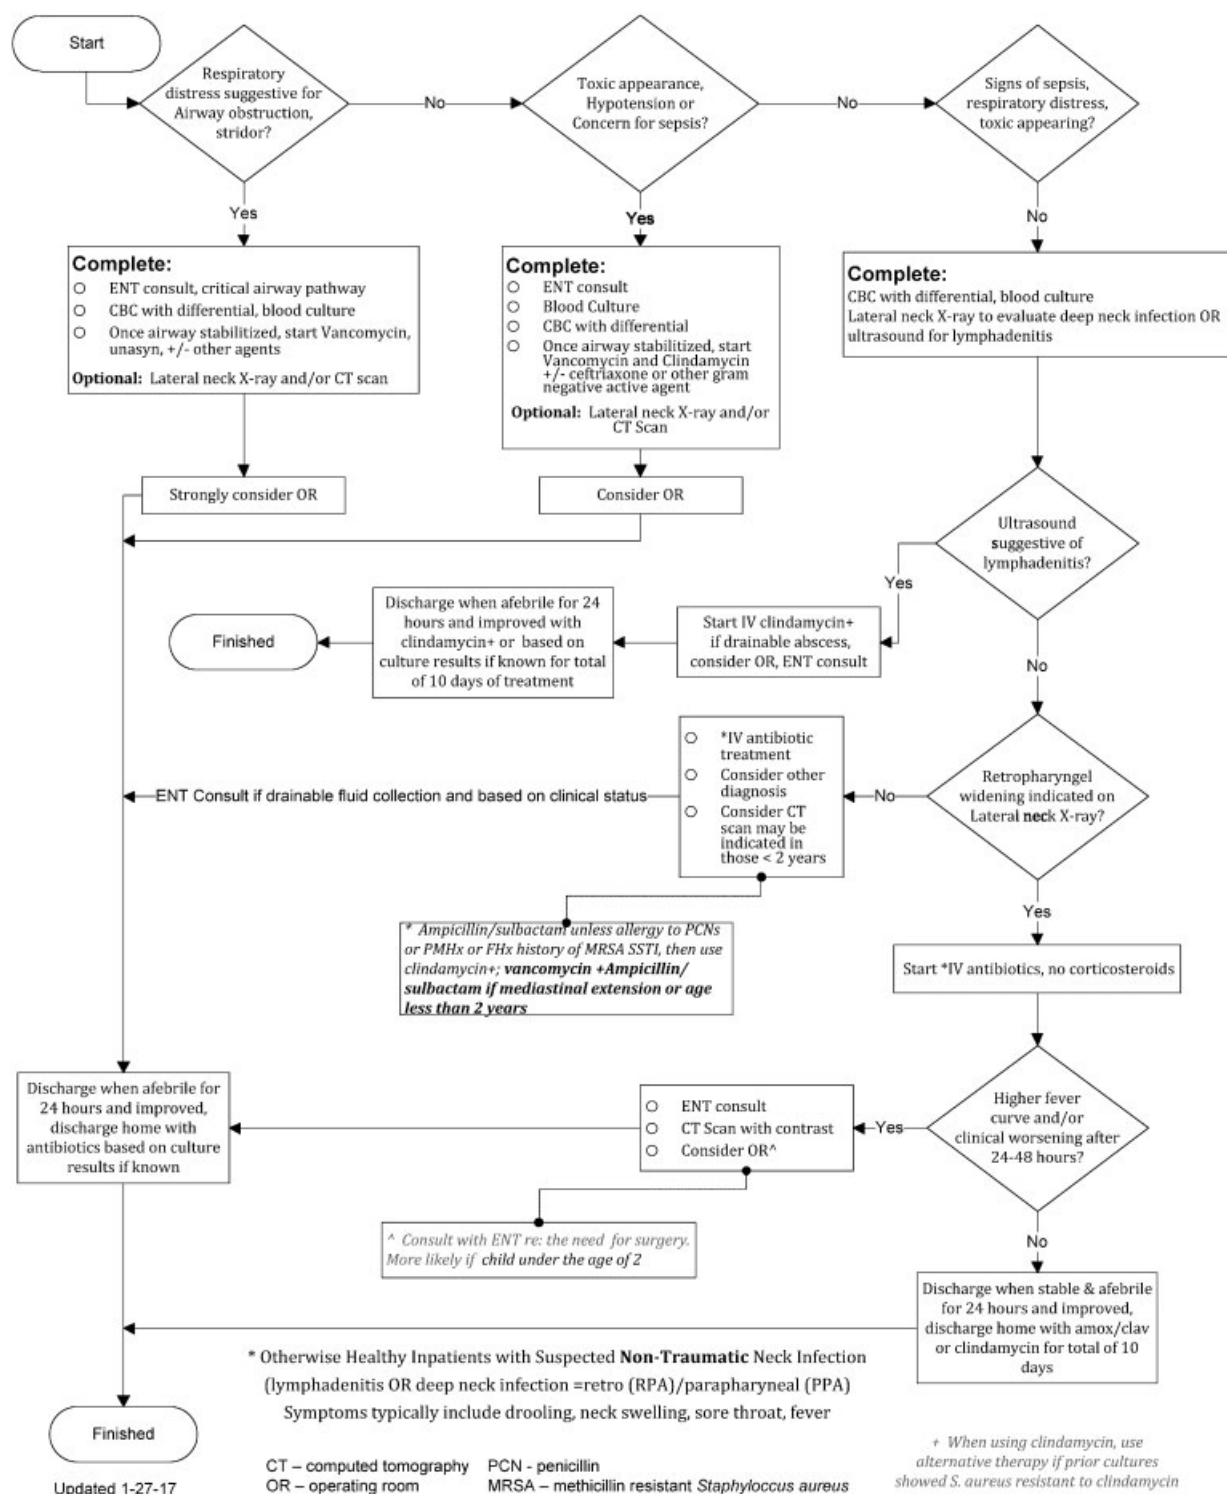 Start
Respiratory
distress suggestive for
Airway obstruction,
stridor?
No
Toxic appearance,
Hypotension or
Concern for sepsis?
No
Signs of sepsis,
respiratory distress,
toxic appearing?
Yes
Yes
No
Complete:
ENT consult, critical airway pathway
CBC with differential, blood culture
Once airway stabilitized, start Vancomycin,
unasyn, +/- other agents
Optional: Lateral neck X-ray and/or CT scan
Complete:
ENT consult
Blood Culture
CBC with differential
Once airway stabilitized, start
Vancomycin and Clindamycin
+/- ceftriaxone or other gram
negative active agent
Optional: Lateral neck X-ray and/or
CT Scan
Complete:
CBC with differential, blood culture
Lateral neck X-ray to evaluate deep neck infection OR
ultrasound for lymphadenitis
Strongly consider OR
Consider OR
Ultrasound
suggestive of
lymphadenitis?
Yes
No
Start IV clindamycin+
if drainable abscess,
consider OR, ENT consult
Discharge when afebrile for 24
hours and improved with
clindamycin+ or based on
culture results if known for total
of 10 days of treatment
Finished
Retropharyngel
widening indicated on
Lateral neck X-ray?
No
*IV antibiotic
treatment
Consider other
diagnosis
Consider CT
scan may be
indicated in
those < 2 years
ENT Consult if drainable fluid collection and based on clinical status
* Ampicillin/sulbactam unless allergy to PCNs
or PMHx or FHx history of MRSA SSTI, then use
clindamycin+; vancomycin +Ampicillin/
sulbactam if mediastinal extension or age
less than 2 years
Yes
Start *IV antibiotics, no corticosteroids
Higher fever
curve and/or
clinical worsening after
24-48 hours?
Yes
ENT consult
CT Scan with contrast
Consider OR^
^ Consult with ENT re: the need for surgery.
More likely if child under the age of 2
Discharge when afebrile for
24 hours and improved,
discharge home with
antibiotics based on culture
results if known
No
Discharge when stable & afebrile
for 24 hours and improved,
discharge home with amox/clav
or clindamycin for total of 10
days
* Otherwise Healthy Inpatients with Suspected Non-Traumatic Neck Infection
(lymphadenitis OR deep neck infection =retro (RPA)/parapharyneal (PPA)
Symptoms typically include drooling, neck swelling, sore throat, fever
Finished
Updated 1-27-17
CT – computed tomography PCN - penicillin
OR – operating room MRSA – methicillin resistant Staphyloccus aureus
+ When using clindamycin, use
alternative therapy if prior cultures
showed S. aureus resistant to clindamycin